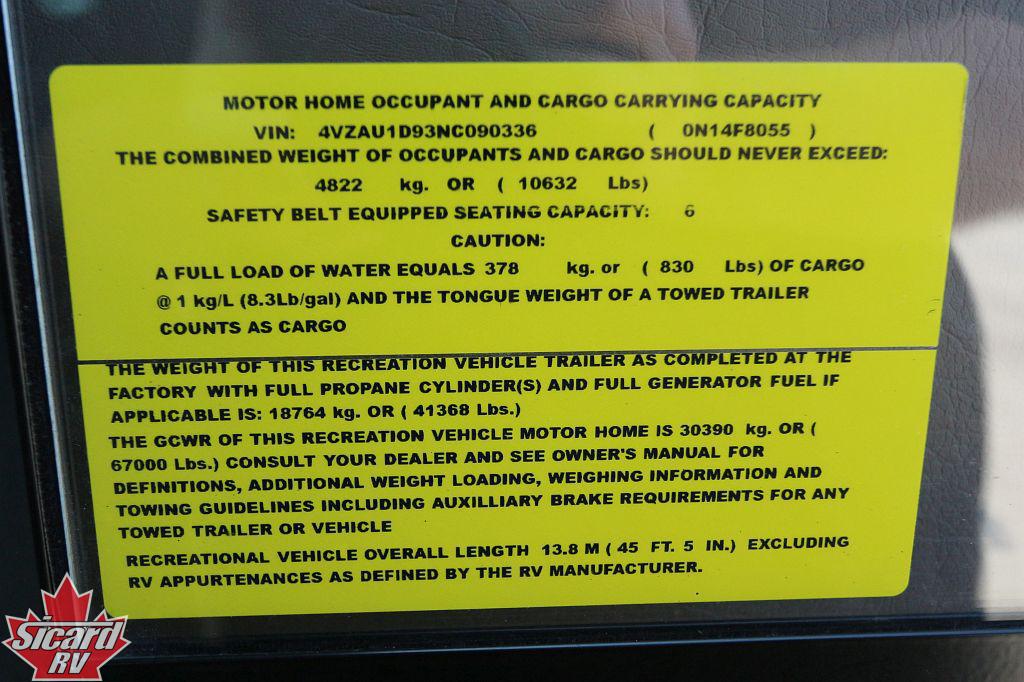 MOTOR HOME OCCUPANT AND CARGO CARRYING CAPACITY
VIN: 4VZAU1D93NC090336 ( 0N14F8055 )
THE COMBINED WEIGHT OF OCCUPANTS AND CARGO SHOULD NEVER EXCEED:
4822 kg. OR ( 10632 Lbs)
SAFETY BELT EQUIPPED SEATING CAPACITY: 6
CAUTION:
A FULL LOAD OF WATER EQUALS 378 kg. or ( 830 Lbs) OF CARGO
@ 1 kg/L (8.3Lb/gal) AND THE TONGUE WEIGHT OF A TOWED TRAILER
COUNTS AS CARGO
THE WEIGHT OF THIS RECREATION VEHICLE TRAILER AS COMPLETED AT THE
FACTORY WITH FULL PROPANE CYLINDER(S) AND FULL GENERATOR FUEL IF
APPLICABLE IS: 18764 kg. OR ( 41368 Lbs.)
THE GCWR OF THIS RECREATION VEHICLE MOTOR HOME IS 30390 kg. OR (
67000 Lbs.) CONSULT YOUR DEALER AND SEE OWNER'S MANUAL FOR
DEFINITIONS, ADDITIONAL WEIGHT LOADING, WEIGHING INFORMATION AND
TOWING GUIDELINES INCLUDING AUXILLIARY BRAKE REQUIREMENTS FOR ANY
TOWED TRAILER OR VEHICLE
RECREATIONAL VEHICLE OVERALL LENGTH 13.8 M ( 45 FT. 5 IN.) EXCLUDING
RV APPURTENANCES AS DEFINED BY THE RV MANUFACTURER.
Sicard
RV